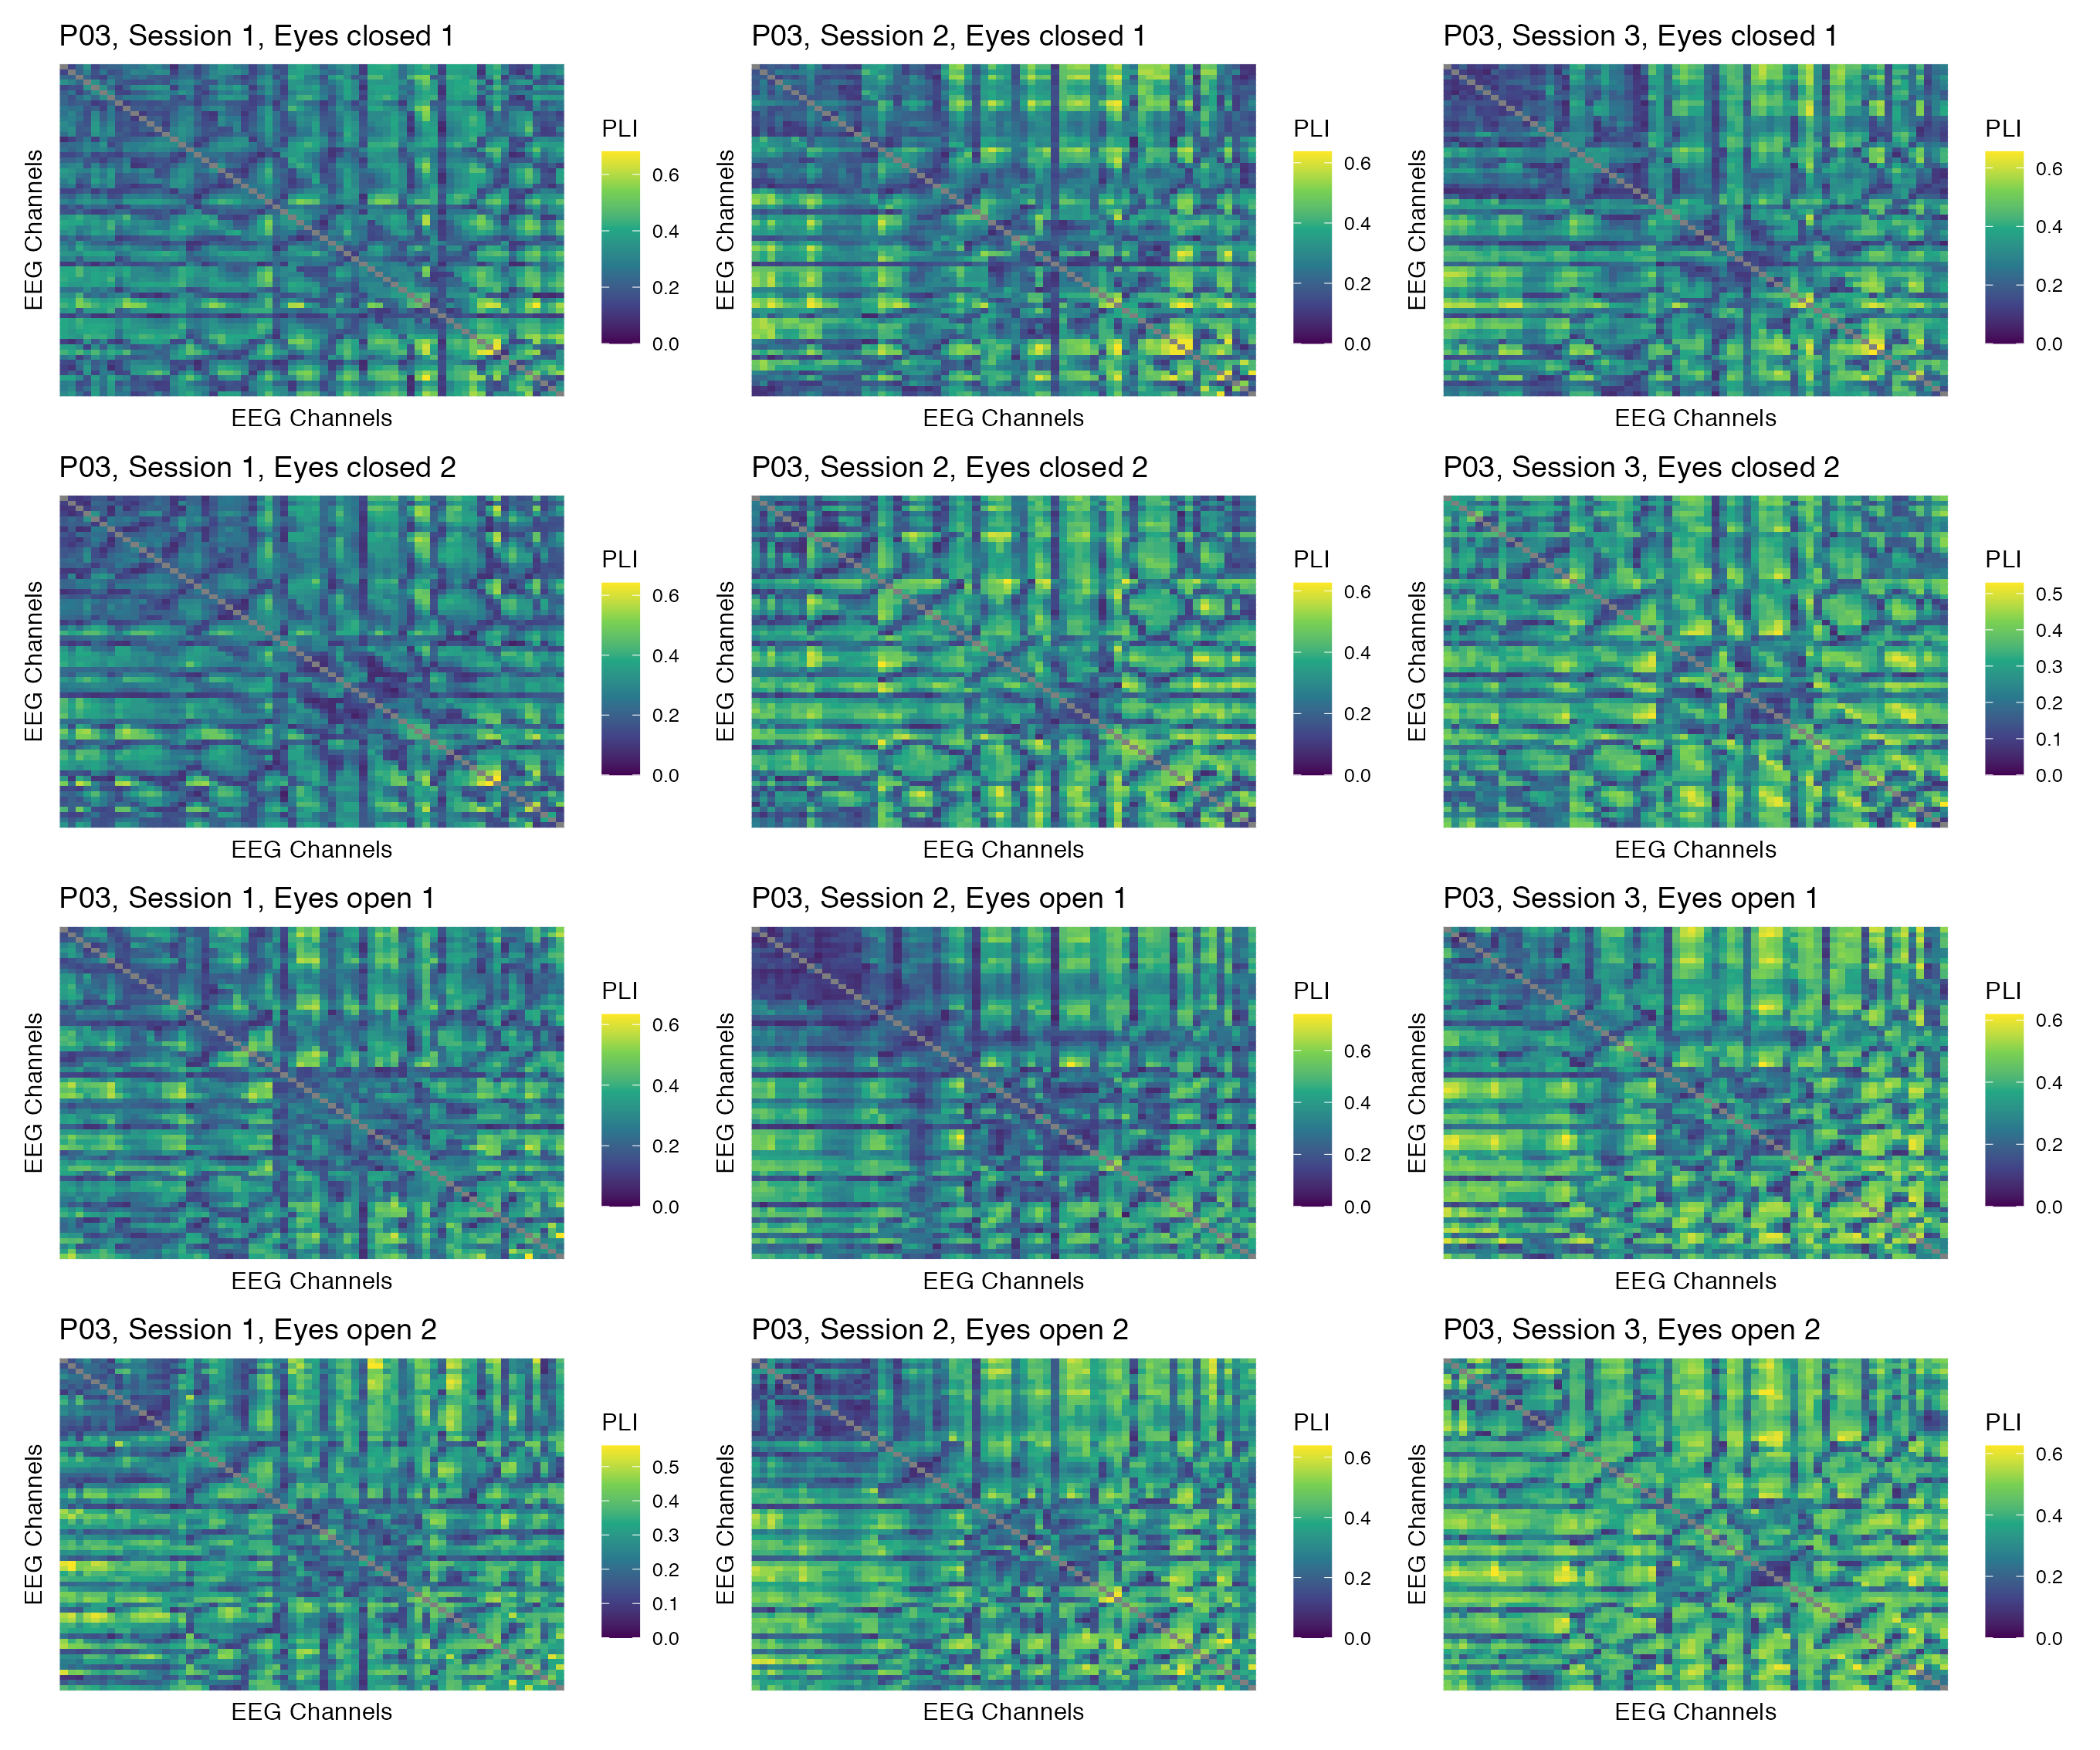 P03, Session 1, Eyes closed 1
EEG Channels
EEG Channels
PLI
0.6
0.4
0.2
0.0
P03, Session 2, Eyes closed 1
EEG Channels
EEG Channels
PLI
0.6
0.4
0.2
0.0
P03, Session 3, Eyes closed 1
EEG Channels
EEG Channels
PLI
0.6
0.4
0.2
0.0
P03, Session 1, Eyes closed 2
EEG Channels
EEG Channels
PLI
0.6
0.4
0.2
0.0
P03, Session 2, Eyes closed 2
EEG Channels
EEG Channels
PLI
0.6
0.4
0.2
0.0
P03, Session 3, Eyes closed 2
EEG Channels
EEG Channels
PLI
0.5
0.4
0.3
0.2
0.1
0.0
P03, Session 1, Eyes open 1
EEG Channels
EEG Channels
PLI
0.6
0.4
0.2
0.0
P03, Session 2, Eyes open 1
EEG Channels
EEG Channels
PLI
0.6
0.4
0.2
0.0
P03, Session 3, Eyes open 1
EEG Channels
EEG Channels
PLI
0.6
0.4
0.2
0.0
P03, Session 1, Eyes open 2
EEG Channels
EEG Channels
PLI
0.5
0.4
0.3
0.2
0.1
0.0
P03, Session 2, Eyes open 2
EEG Channels
EEG Channels
PLI
0.6
0.4
0.2
0.0
P03, Session 3, Eyes open 2
EEG Channels
EEG Channels
PLI
0.6
0.4
0.2
0.0